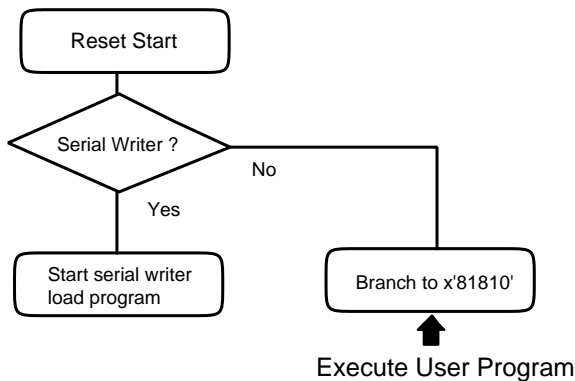 Reset Start
Serial Writer ?
No
Yes
Start serial writer
load program
Branch to x'81810'
Execute User Program